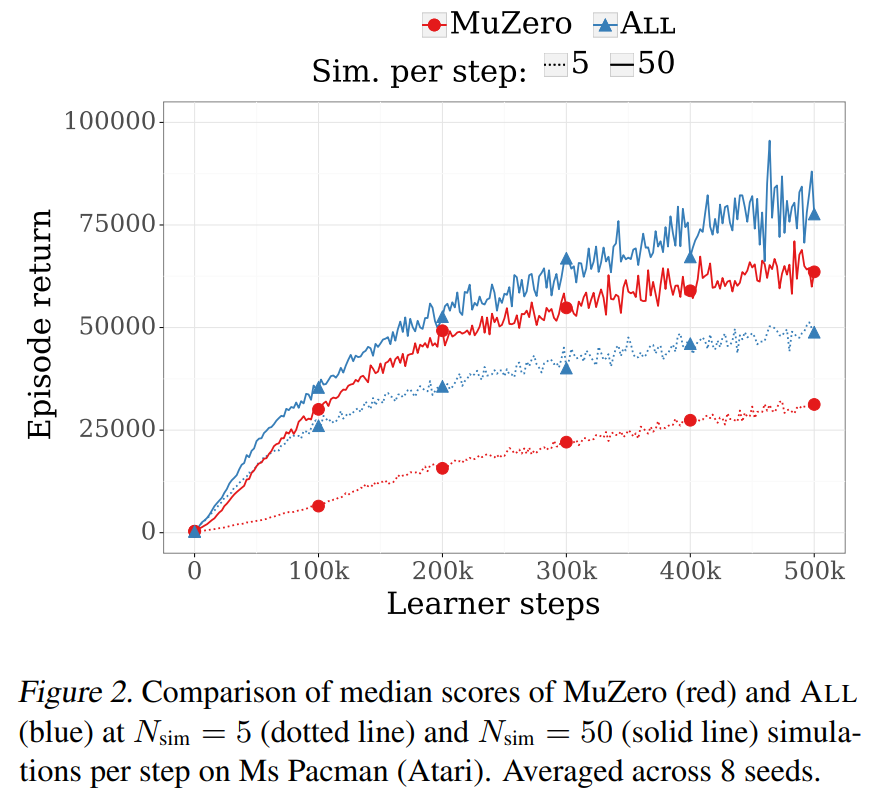 MuZero ALL
Sim. per step: 5 50
100000
75000
50000
25000
0
Episode return
0 100k 200k 300k 400k 500k
Learner steps
Figure 2. Comparison of median scores of MuZero (red) and ALL
(blue) at N_sim = 5 (dotted line) and N_sim = 50 (solid line) simula-
tions per step on Ms Pacman (Atari). Averaged across 8 seeds.